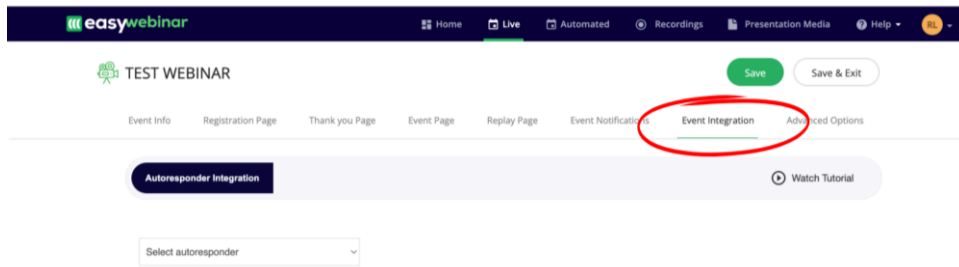 easywebinar Home Live Automated Recordings Presentation Media Help RL
TEST WEBINAR Save Save & Exit
Event Info Registration Page Thank you Page Event Page Replay Page Event Notifications Event Integration Advanced Options
Autoresponder Integration Watch Tutorial
Select autoresponder